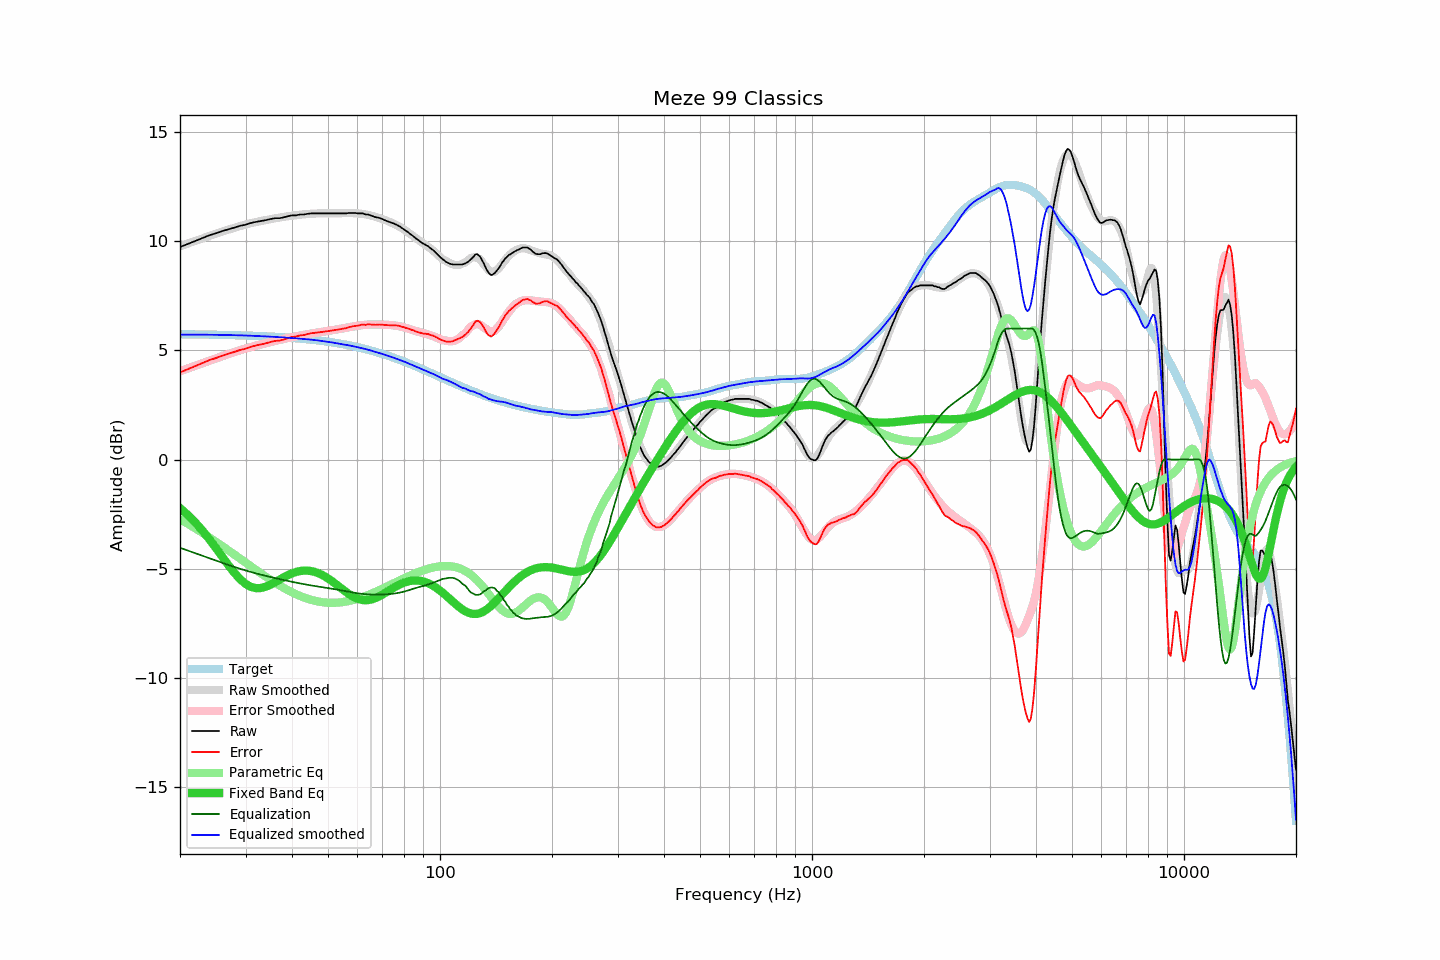 Meze 99 Classics
15
10
5
0
−5
−10
−15
Amplitude (dBr)
Target
Raw Smoothed
Error Smoothed
Raw
Error
Parametric Eq
Fixed Band Eq
Equalization
Equalized smoothed
100 1000 10000
Frequency (Hz)